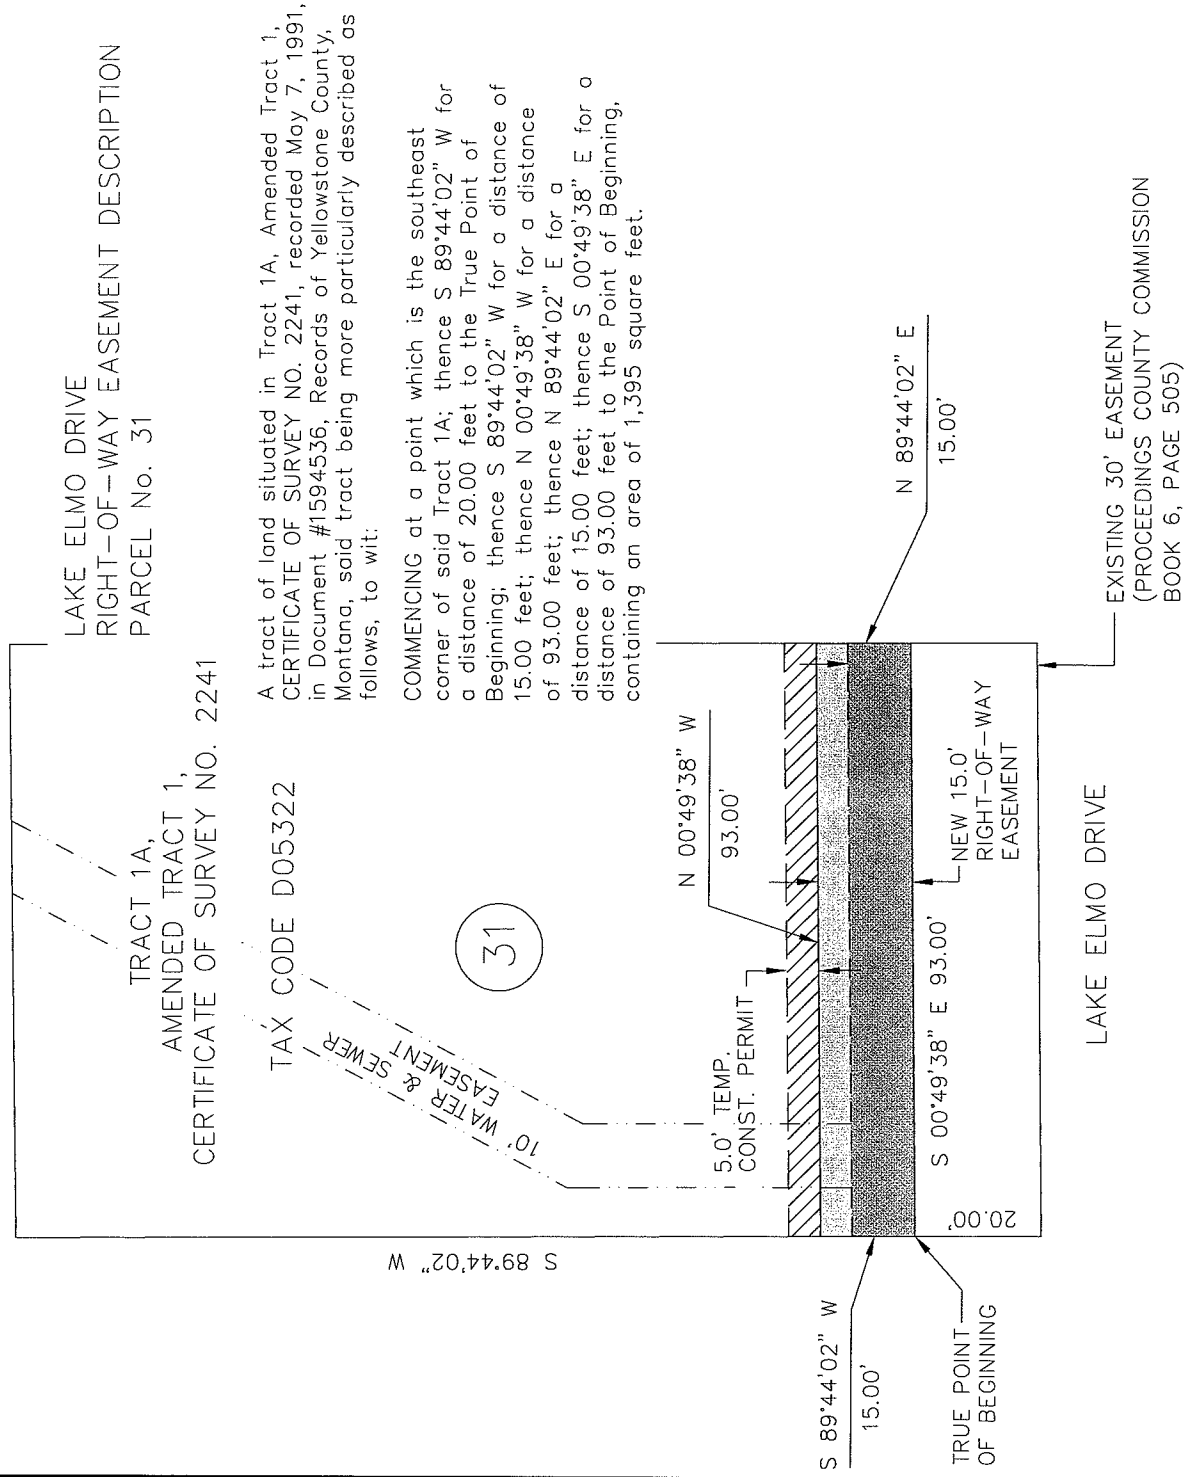 LAKE ELMO DRIVE
RIGHT-OF-WAY EASEMENT DESCRIPTION
PARCEL No. 31
A tract of land situated in Tract 1A, Amended Tract 1,
CERTIFICATE OF SURVEY NO. 2241, recorded May 7, 1991,
in Document #1594536, Records of Yellowstone County,
Montana, said tract being more particularly described as
follows, to wit:
COMMENCING at a point which is the southeast
corner of said Tract 1A; thence S 89°44'02" W for
a distance of 20.00 feet to the True Point of
Beginning; thence S 89°44'02" W for a distance of
15.00 feet; thence N 00°49'38" W for a distance
of 93.00 feet; thence N 89°44'02" E for a
distance of 15.00 feet; thence S 00°49'38" E for a
distance of 93.00 feet to the Point of Beginning,
containing an area of 1,395 square feet.
TRACT 1A,
AMENDED TRACT 1,
CERTIFICATE OF SURVEY NO. 2241
TAX CODE D05322
31
10' WATER & SEWER
EASEMENT
S 89°44'02" W
5.0' TEMP.
CONST. PERMIT
N 00°49'38" W
93.00'
N 89°44'02" E
15.00'
S 89°44'02" W
15.00'
TRUE POINT
OF BEGINNING
20.00'
S 00°49'38" E 93.00'
NEW 15.0'
RIGHT-OF-WAY
EASEMENT
EXISTING 30' EASEMENT
(PROCEEDINGS COUNTY COMMISSION
BOOK 6, PAGE 505)
LAKE ELMO DRIVE